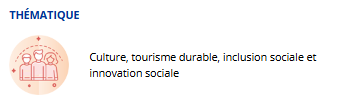 THÉMATIQUE
Culture, tourisme durable, inclusion sociale et
innovation sociale